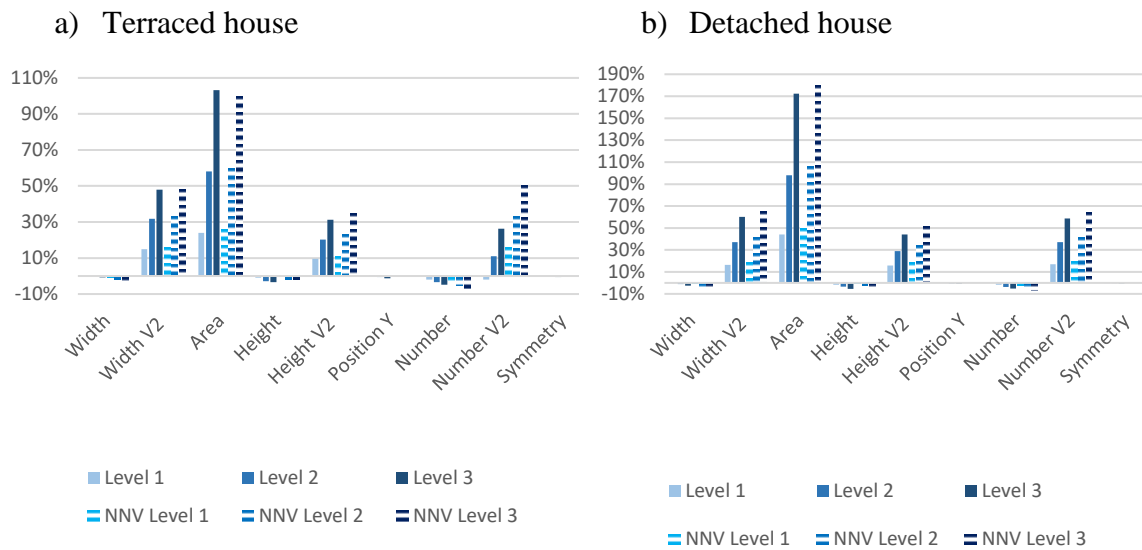 a) Terraced house
110%
90%
70%
50%
30%
10%
-10%
Width
Width V2
Area
Height
Height V2
Position Y
Number
Number V2
Symmetry
Level 1
Level 2
Level 3
NNV Level 1
NNV Level 2
NNV Level 3
b) Detached house
190%
170%
150%
130%
110%
90%
70%
50%
30%
10%
-10%
Width
Width V2
Area
Height
Height V2
Position Y
Number
Number V2
Symmetry
Level 1
Level 2
Level 3
NNV Level 1
NNV Level 2
NNV Level 3